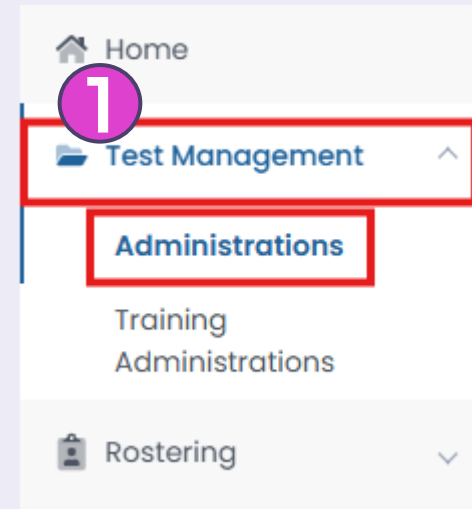 Home
1
Test Management
Administrations
Training
Administrations
Rostering